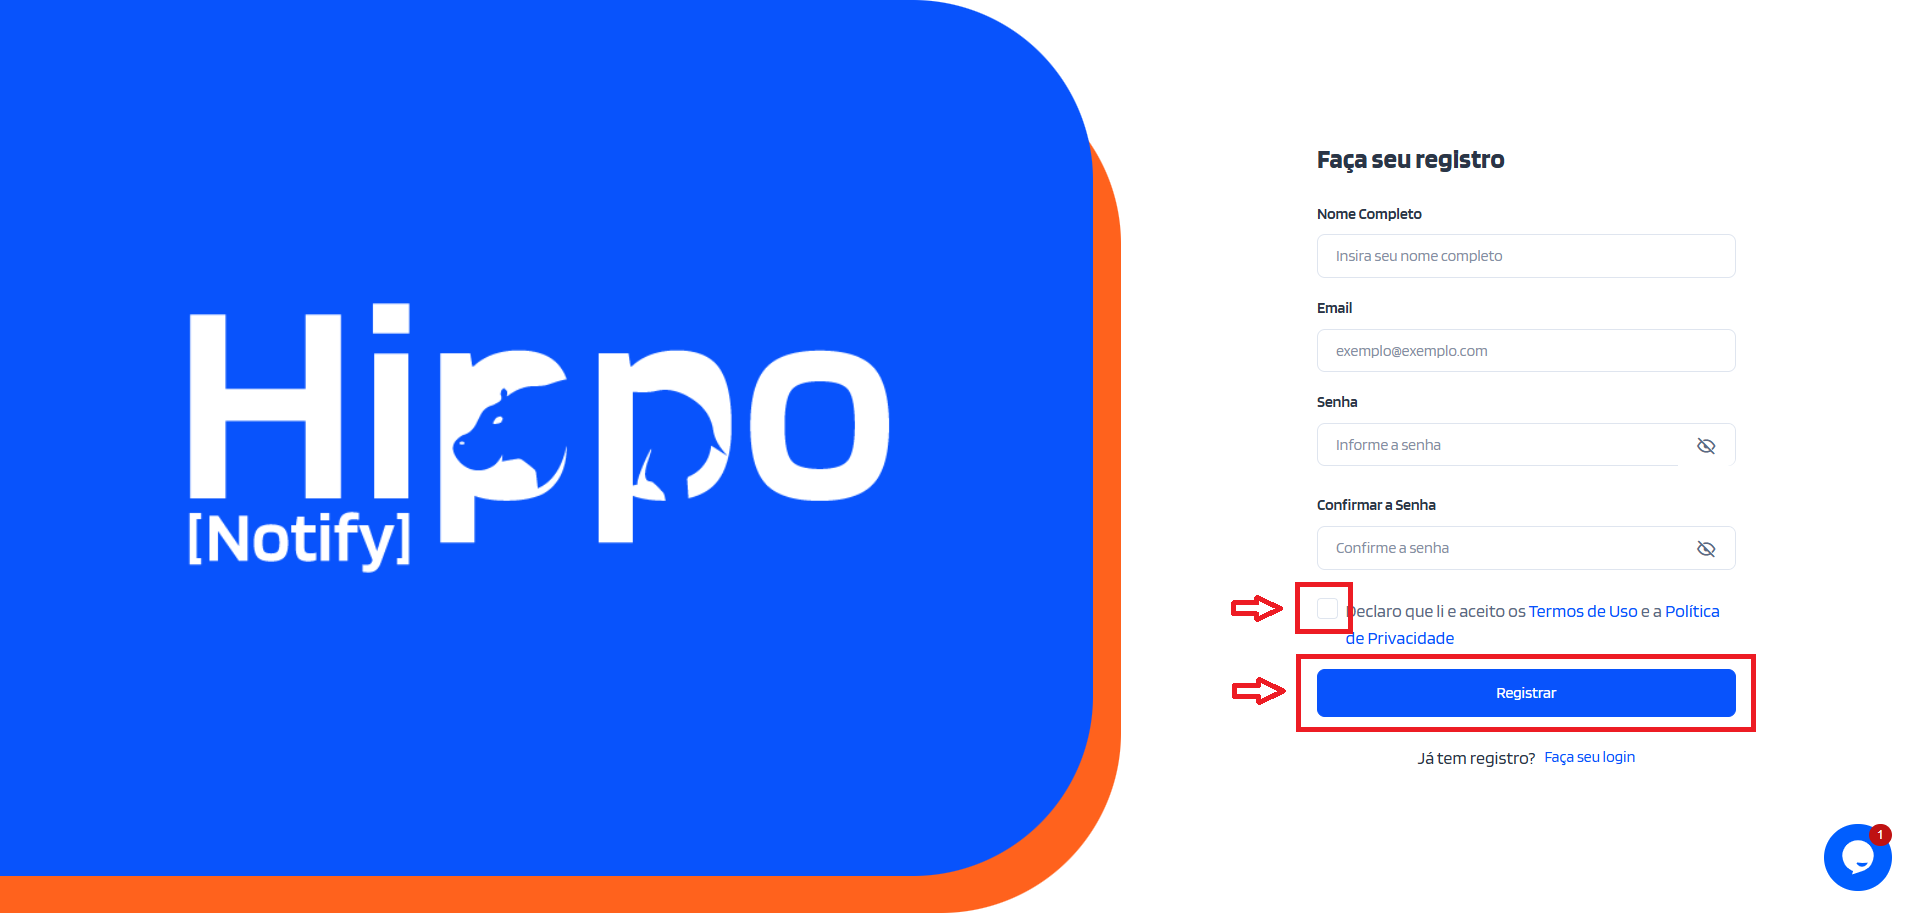 Hippo
[Notify]
Faça seu registro
Nome Completo
Insira seu nome completo
Email
exemplo@exemplo.com
Senha
Informe a senha
Confirmar a Senha
Confirme a senha
Declaro que li e aceito os Termos de Uso e a Política
de Privacidade
Registrar
Já tem registro? Faça seu login
1